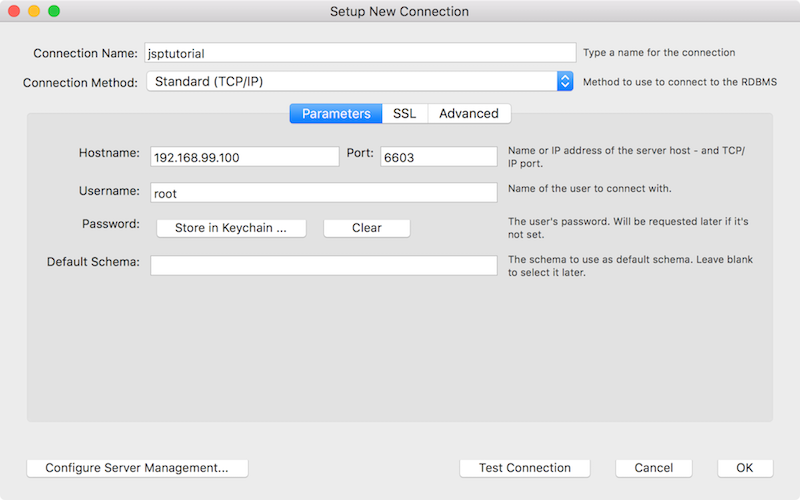 Setup New Connection
Connection Name: jsptutorial Type a name for the connection
Connection Method: Standard (TCP/IP) Method to use to connect to the RDBMS
Parameters SSL Advanced
Hostname: 192.168.99.100 Port: 6603 Name or IP address of the server host - and TCP/
IP port.
Username: root Name of the user to connect with.
Password: Store in Keychain ... Clear The user's password. Will be requested later if it's
not set.
Default Schema: The schema to use as default schema. Leave blank
to select it later.
Configure Server Management... Test Connection Cancel OK